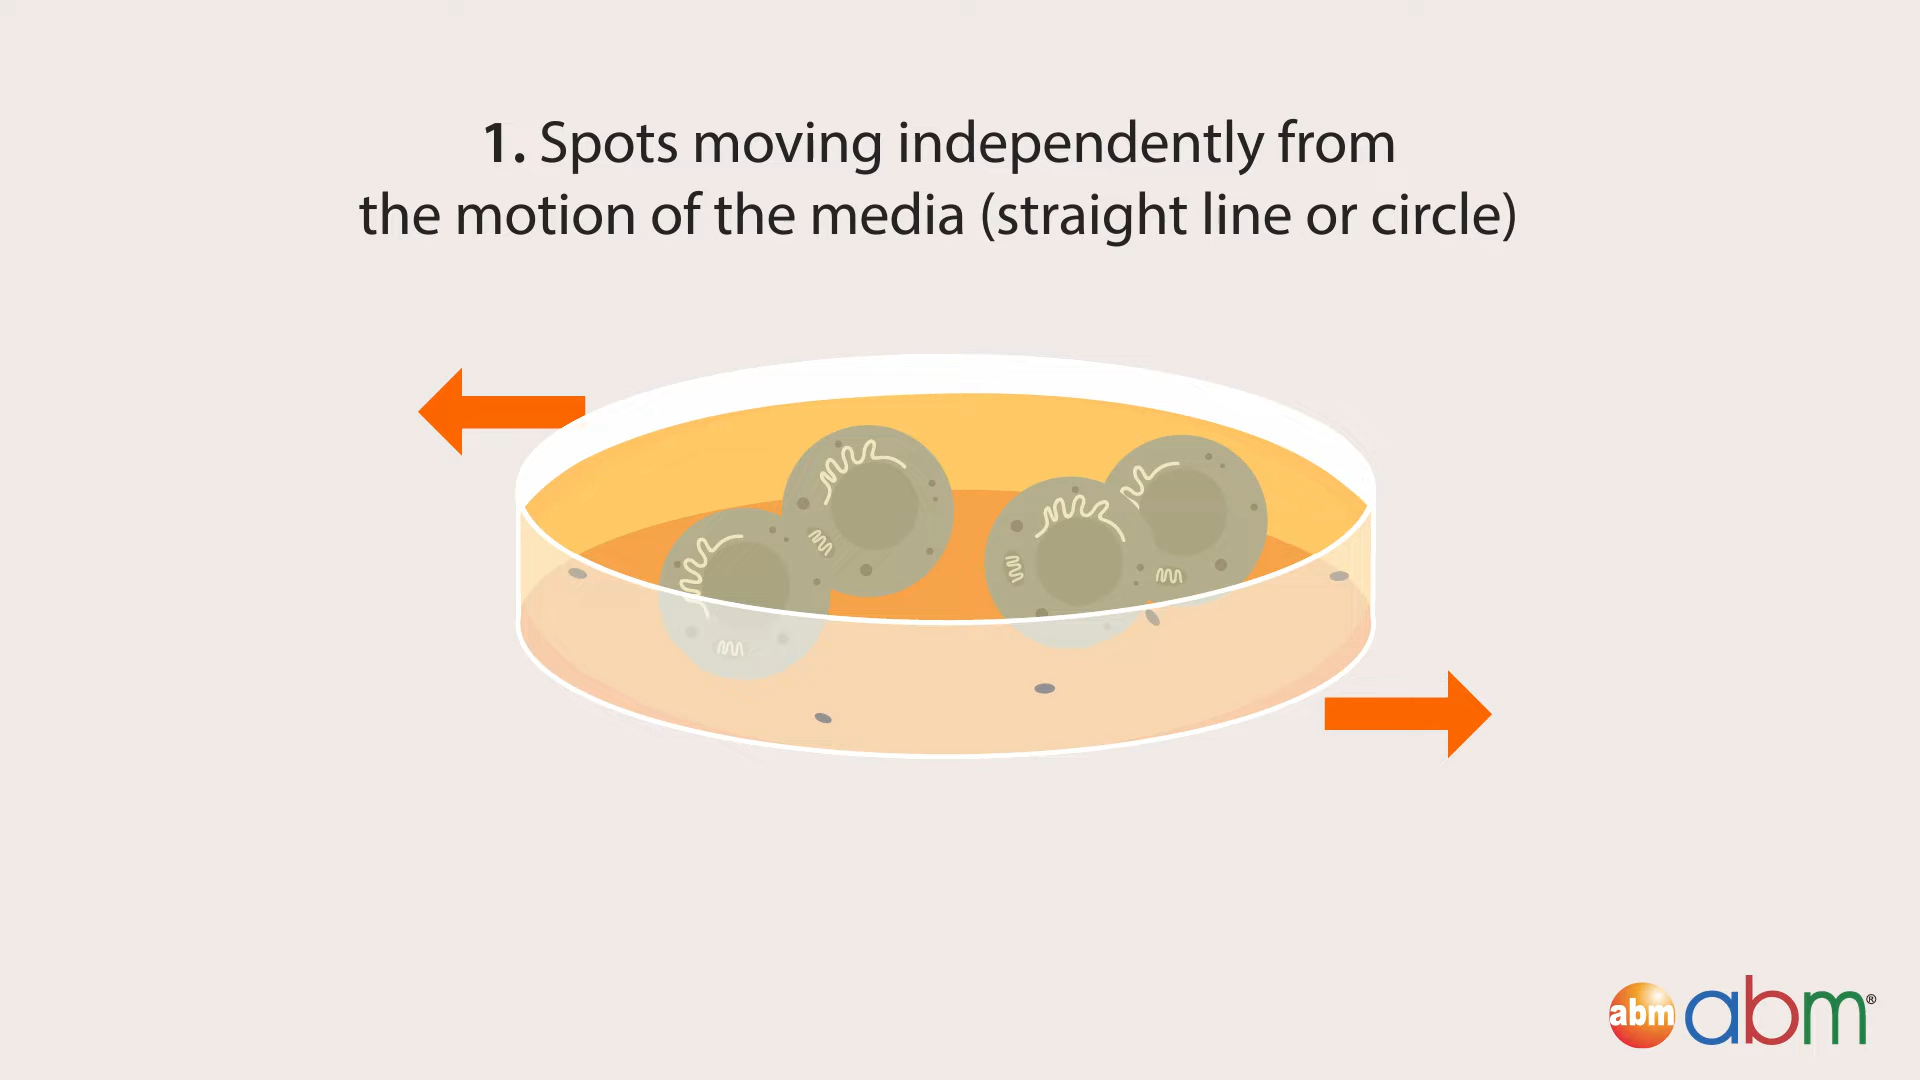 1. Spots moving independently from
the motion of the media (straight line or circle)
abm abm®